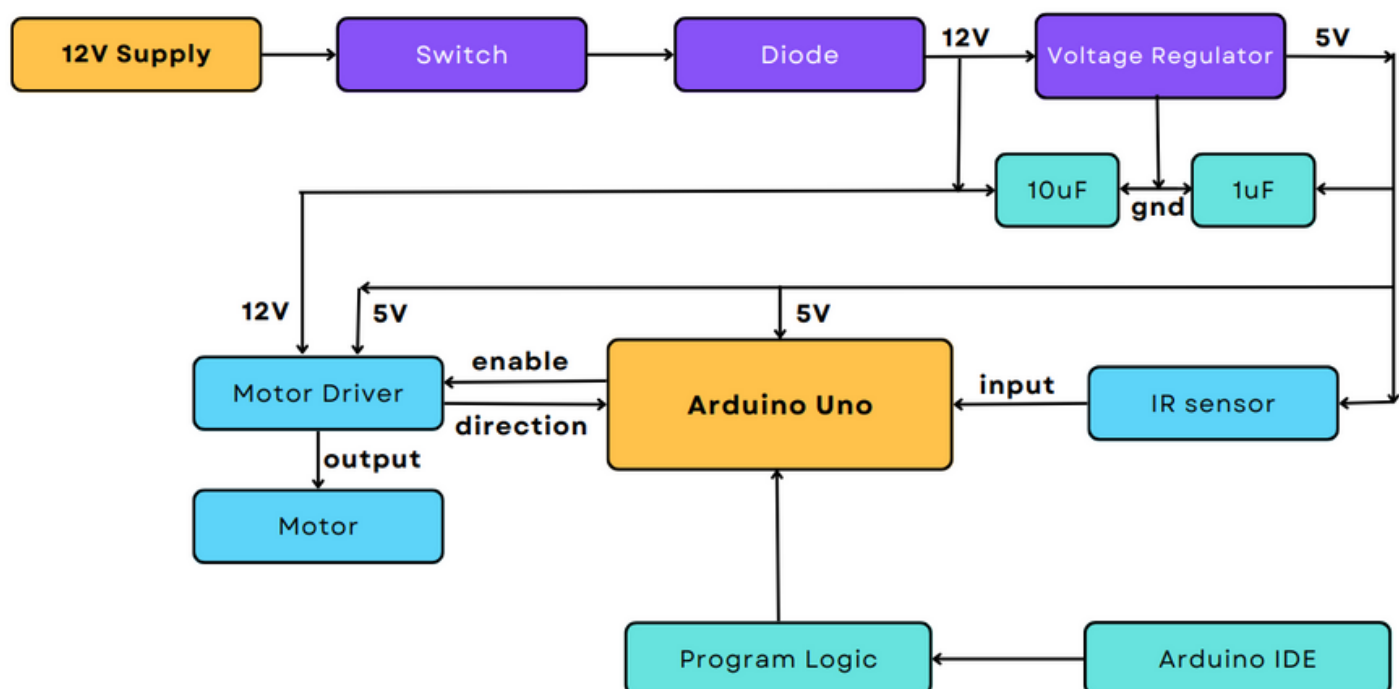 12V Supply
Switch
Diode
12V
Voltage Regulator
5V
10uF
gnd
1uF
12V
5V
5V
Motor Driver
enable
direction
Arduino Uno
input
IR sensor
output
Motor
Program Logic
Arduino IDE